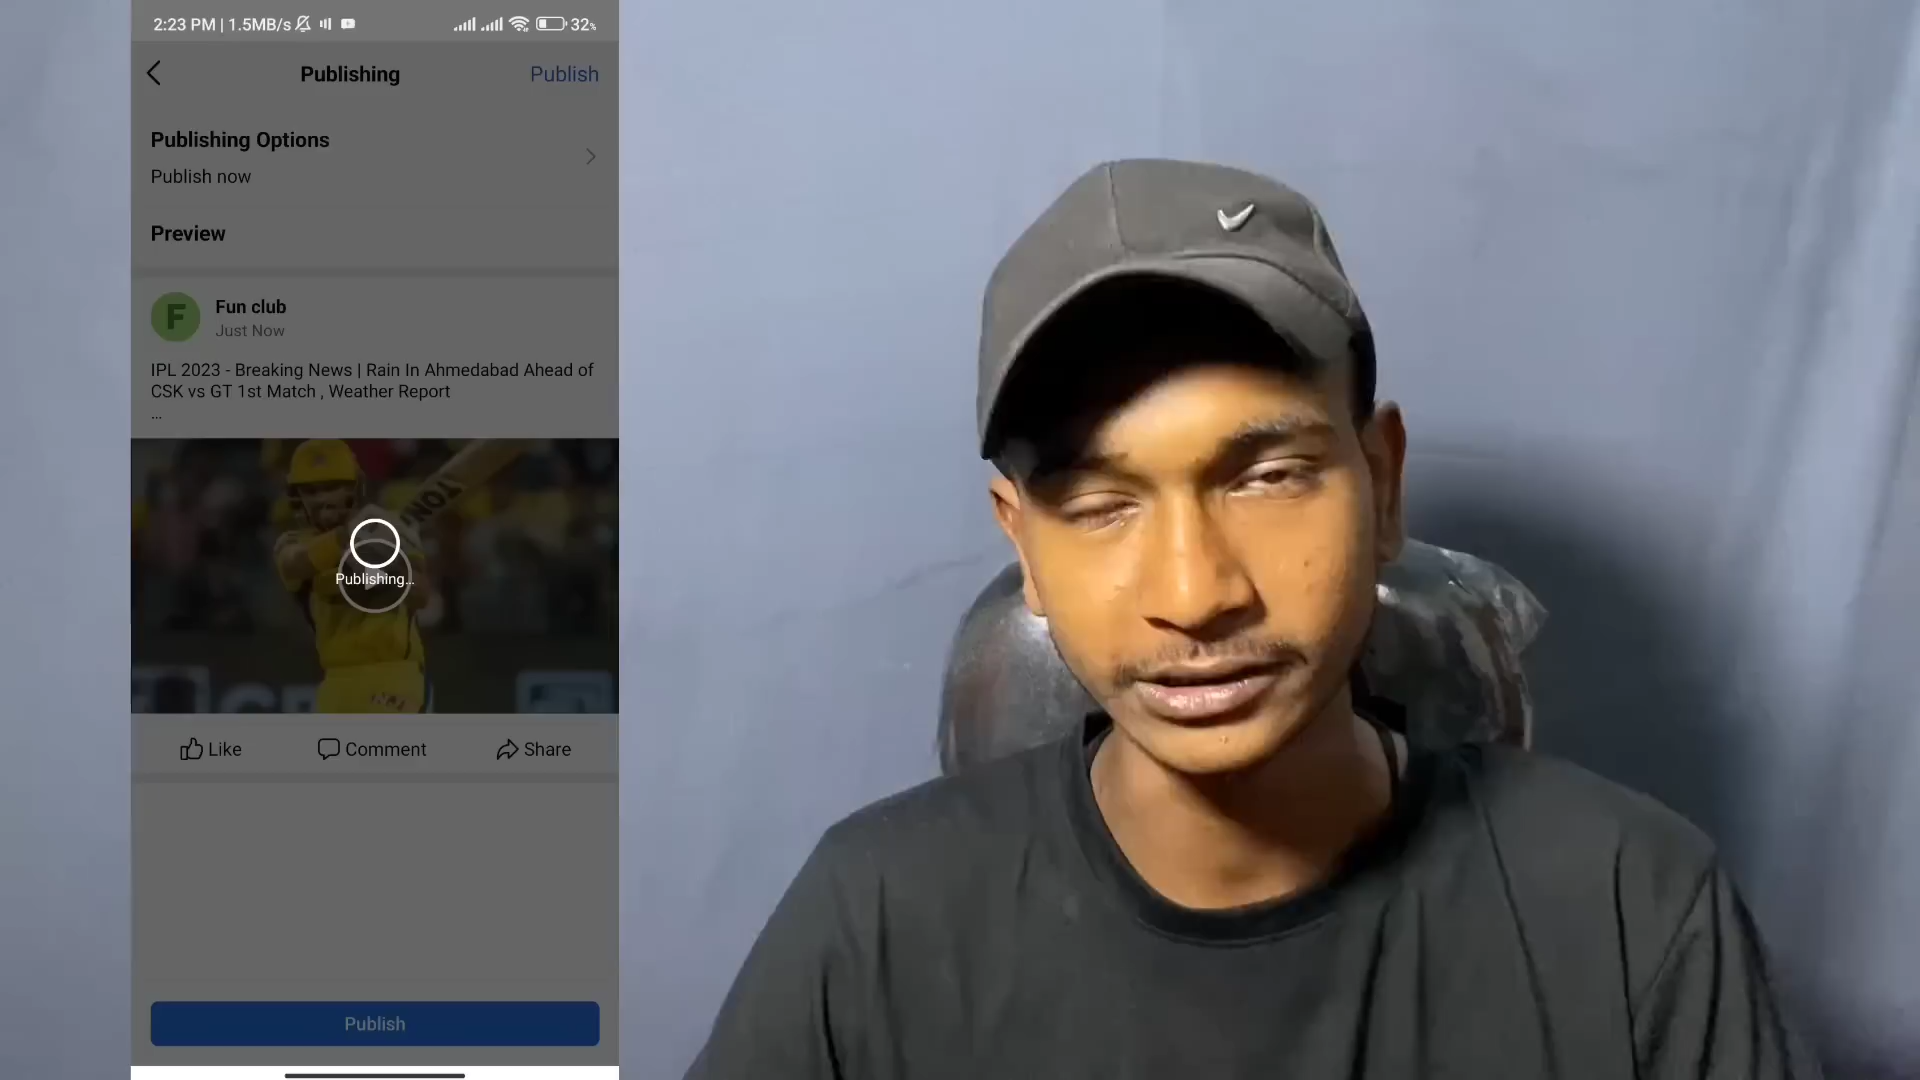 2:23 PM | 1.5MB/s
32%
Publishing
Publish
Publishing Options
Publish now
Preview
F
Fun club
Just Now
IPL 2023 - Breaking News | Rain In Ahmedabad Ahead of
CSK vs GT 1st Match , Weather Report
...
TON
Publishing...
Like
Comment
Share
Publish